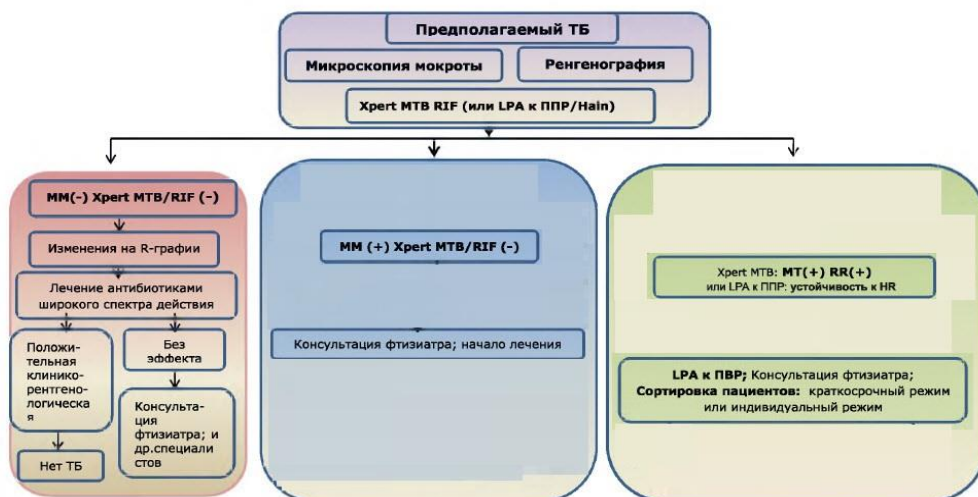 Предполагаемый ТБ
Микроскопия мокроты
Ренгенография
Xpert MTB RIF (или LPA к ППР/Hain)
ММ(-) Xpert MTB/RIF (-)
Изменения на R-графии
Лечение антибиотиками
широкого спектра действия
Положи-
тельная
клинико-
рентгено-
логическа
я
Нет ТБ
Без
эффекта
Консульта-
ция
фтизиатра; и
др.специали
стов
ММ (+) Xpert MTB/RIF (-)
Консультация фтизиатра; начало лечения
Xpert MTB: MT(+) RR(+)
или LPA к ППР: устойчивость к HR
LPA к ПВР; Консультация фтизиатра;
Сортировка пациентов: краткосрочный режим
или индивидуальный режим